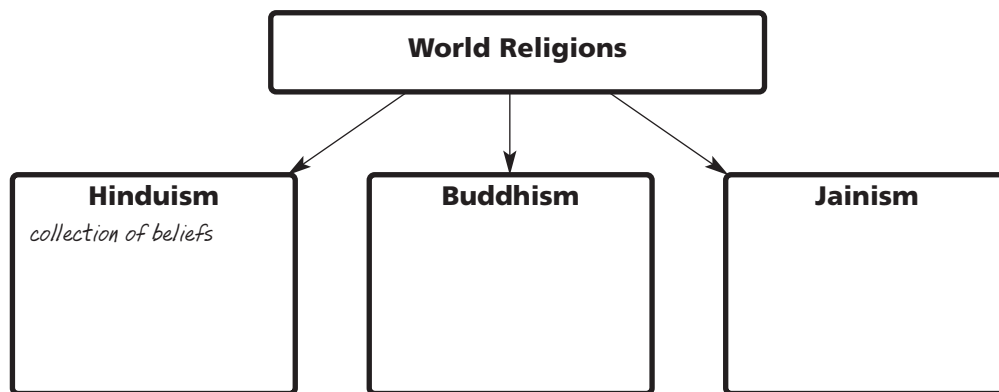 World Religions
Hinduism
collection of beliefs
Buddhism
Jainism